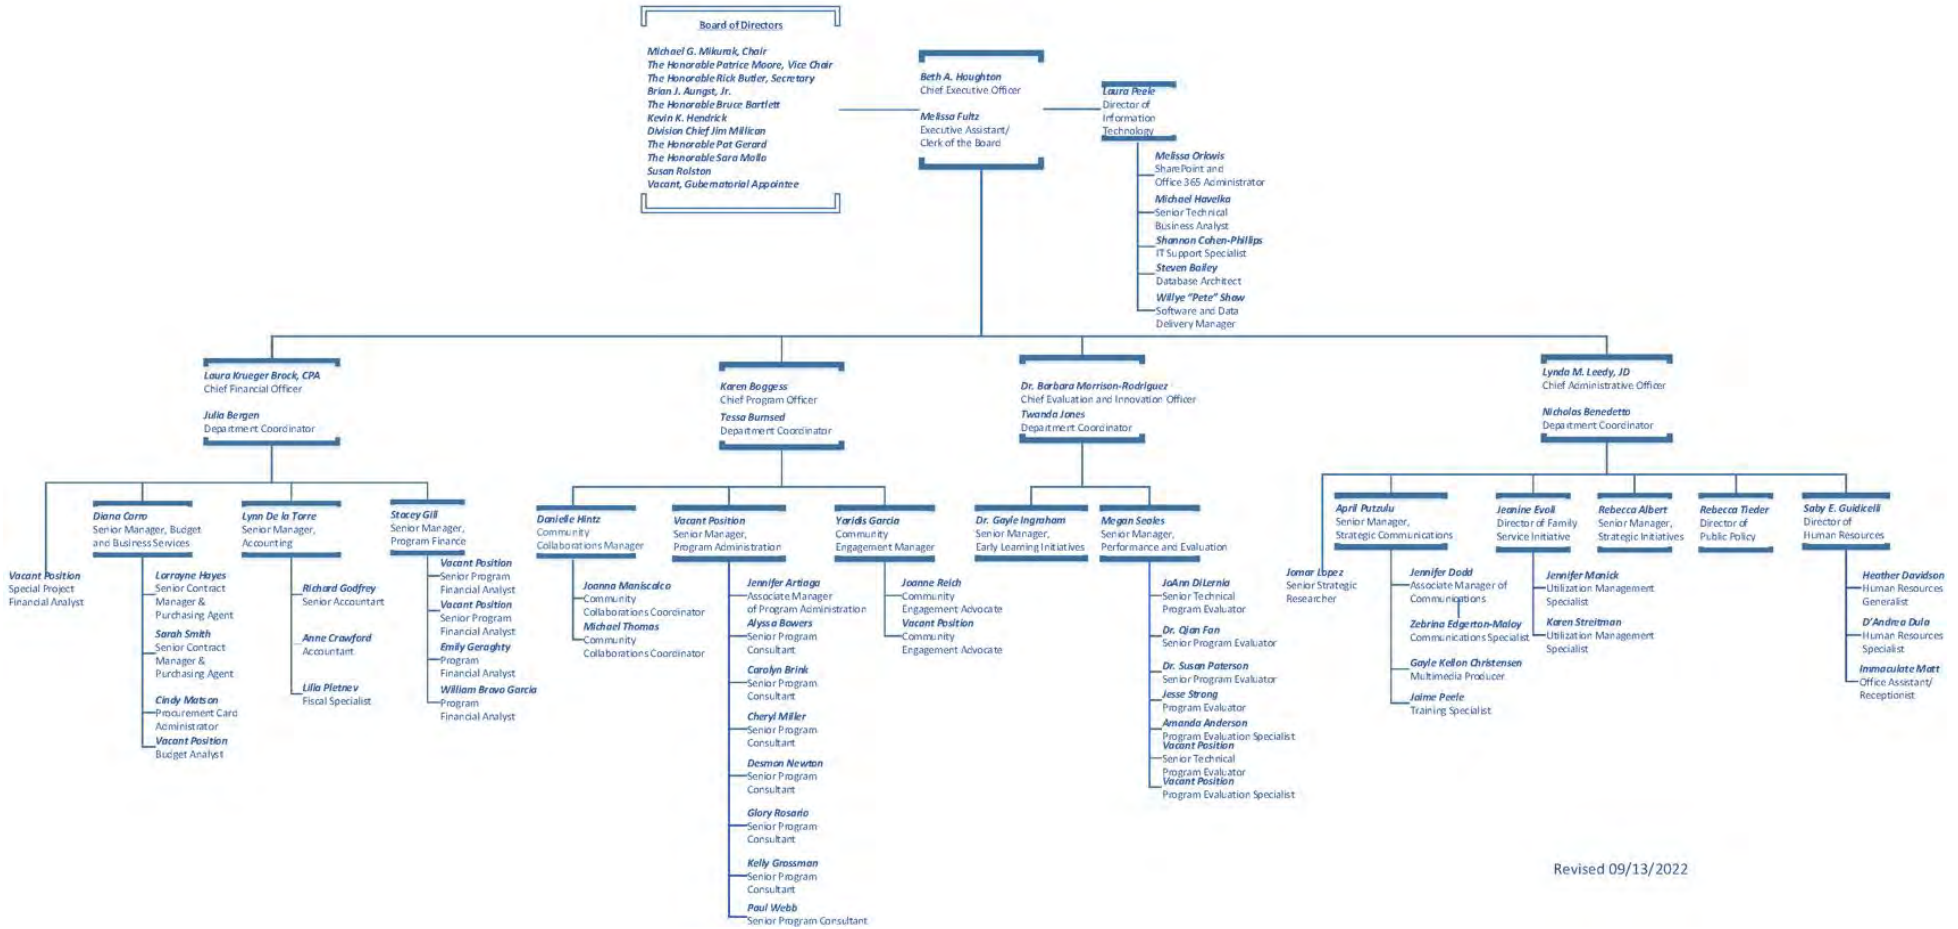 Board of Directors
Michael G. Mikurak, Chair
The Honorable Patrice Moore, Vice Chair
The Honorable Rick Butler, Secretary
Brian J. Aungst, Jr.
The Honorable Bruce Bartlett
Kevin K. Hendrick
Division Chief Jim Millican
The Honorable Pat Gerard
The Honorable Sara Mollo
Susan Rolston
Vacant, Gubernatorial Appointee
Beth A. Houghton
Chief Executive Officer
Melissa Fultz
Executive Assistant/
Clerk of the Board
Laura Peele
Director of
Information
Technology
Melissa Orkwis
SharePoint and
Office 365 Administrator
Michael Havelka
Senior Technical
Business Analyst
Shannon Cohen-Phillips
IT Support Specialist
Steven Bailey
Database Architect
Willye "Pete" Shaw
Software and Data
Delivery Manager
Laura Krueger Brock, CPA
Chief Financial Officer
Julia Bergen
Department Coordinator
Vacant Position
Special Project
Financial Analyst
Diana Carro
Senior Manager, Budget
and Business Services
Lorrayne Hayes
Senior Contract
Manager &
Purchasing Agent
Sarah Smith
Senior Contract
Manager &
Purchasing Agent
Cindy Matson
Procurement Card
Administrator
Vacant Position
Budget Analyst
Lynn De la Torre
Senior Manager,
Accounting
Richard Godfrey
Senior Accountant
Anne Crawford
Accountant
Lilia Pletnev
Fiscal Specialist
Stacey Gill
Senior Manager,
Program Finance
Vacant Position
Senior Program
Financial Analyst
Vacant Position
Senior Program
Financial Analyst
Emily Geraghty
Program
Financial Analyst
William Bravo Garcia
Program
Financial Analyst
Karen Boggess
Chief Program Officer
Tessa Burnsed
Department Coordinator
Danielle Hintz
Community
Collaborations Manager
Joanna Maniscalco
Community
Collaborations Coordinator
Michael Thomas
Community
Collaborations Coordinator
Vacant Position
Senior Manager,
Program Administration
Jennifer Artiaga
Associate Manager
of Program Administration
Alyssa Bowers
Senior Program
Consultant
Carolyn Brink
Senior Program
Consultant
Cheryl Miller
Senior Program
Consultant
Desmon Newton
Senior Program
Consultant
Glory Rosario
Senior Program
Consultant
Kelly Grossman
Senior Program
Consultant
Paul Webb
Senior Program Consultant
Yaridis Garcia
Community
Engagement Manager
Joanne Reich
Community
Engagement Advocate
Vacant Position
Community
Engagement Advocate
Dr. Barbara Morrison-Rodriguez
Chief Evaluation and Innovation Officer
Twanda Jones
Department Coordinator
Dr. Gayle Ingraham
Senior Manager,
Early Learning Initiatives
Megan Seales
Senior Manager,
Performance and Evaluation
JoAnn DiLernia
Senior Technical
Program Evaluator
Dr. Qian Fan
Senior Program Evaluator
Dr. Susan Paterson
Senior Program Evaluator
Jesse Strong
Program Evaluator
Amanda Anderson
Program Evaluation Specialist
Vacant Position
Senior Technical
Program Evaluator
Vacant Position
Program Evaluation Specialist
Lynda M. Leedy, JD
Chief Administrative Officer
Nicholas Benedetto
Department Coordinator
Jomar Lopez
Senior Strategic
Researcher
April Putzulu
Senior Manager,
Strategic Communications
Jennifer Dodd
Associate Manager of
Communications
Zebrina Edgerton-Maloy
Communications Specialist
Gayle Kellon Christensen
Multimedia Producer
Jaime Peele
Training Specialist
Jeanine Evoli
Director of Family
Service Initiative
Jennifer Manick
Utilization Management
Specialist
Karen Streitman
Utilization Management
Specialist
Rebecca Albert
Senior Manager,
Strategic Initiatives
Rebecca Tieder
Director of
Public Policy
Saby E. Guidicelli
Director of
Human Resources
Heather Davidson
Human Resources
Generalist
D'Andrea Dula
Human Resources
Specialist
Immaculate Matt
Office Assistant/
Receptionist
Revised 09/13/2022